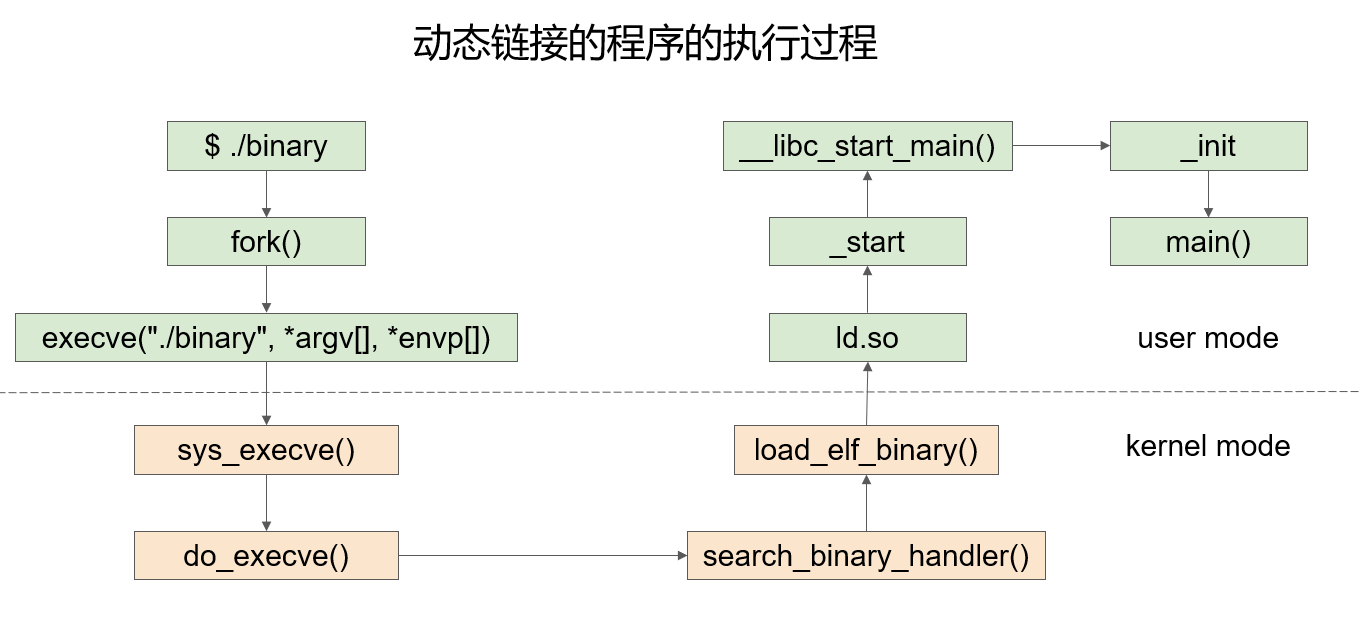 动态链接的程序的执行过程
$ ./binary
fork()
execve("./binary", *argv[], *envp[])
sys_execve()
do_execve()
search_binary_handler()
load_elf_binary()
ld.so
_start
__libc_start_main()
_init
main()
user mode
kernel mode